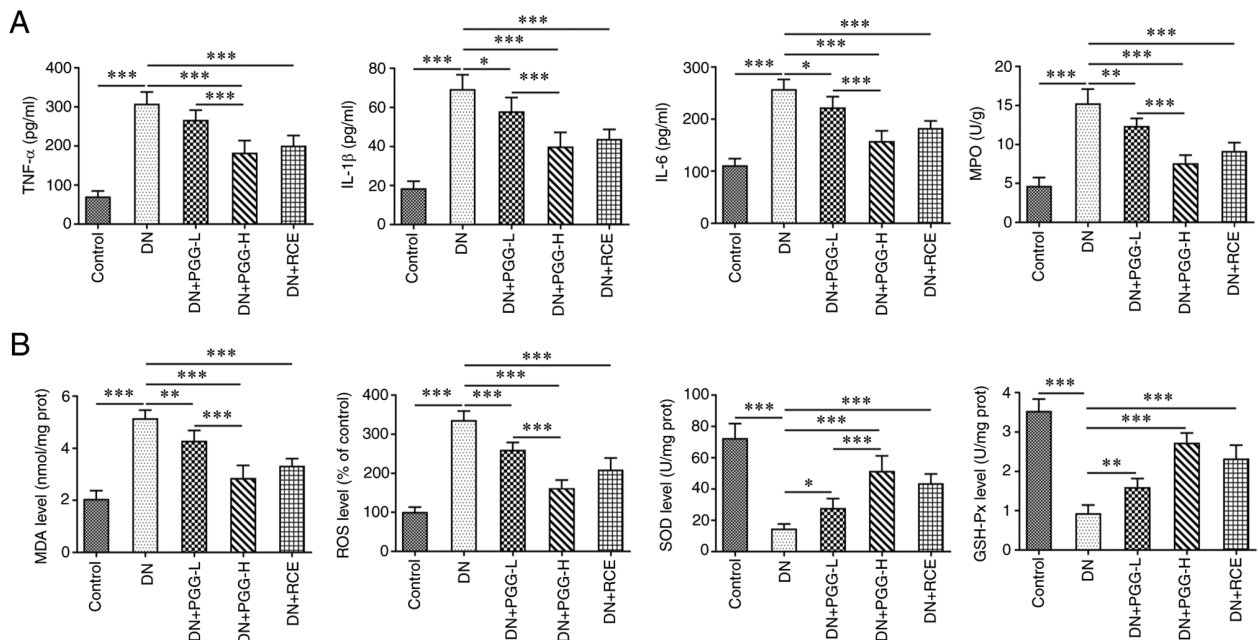 A
TNF-α (pg/ml)
400
300
200
100
0
***
***
***
***
Control
DN
DN+PGG-L
DN+PGG-H
DN+RCE
IL-1β (pg/ml)
80
60
40
20
0
***
***
***
*
***
Control
DN
DN+PGG-L
DN+PGG-H
DN+RCE
IL-6 (pg/ml)
300
200
100
0
***
***
***
*
***
Control
DN
DN+PGG-L
DN+PGG-H
DN+RCE
MPO (U/g)
20
15
10
5
0
***
***
***
**
***
Control
DN
DN+PGG-L
DN+PGG-H
DN+RCE
B
MDA level (nmol/mg prot)
6
4
2
0
***
***
***
**
***
Control
DN
DN+PGG-L
DN+PGG-H
DN+RCE
ROS level (% of control)
400
300
200
100
0
***
***
***
***
***
Control
DN
DN+PGG-L
DN+PGG-H
DN+RCE
SOD level (U/mg prot)
100
80
60
40
20
0
***
***
***
***
*
Control
DN
DN+PGG-L
DN+PGG-H
DN+RCE
GSH-Px level (U/mg prot)
4
3
2
1
0
***
***
***
**
Control
DN
DN+PGG-L
DN+PGG-H
DN+RCE